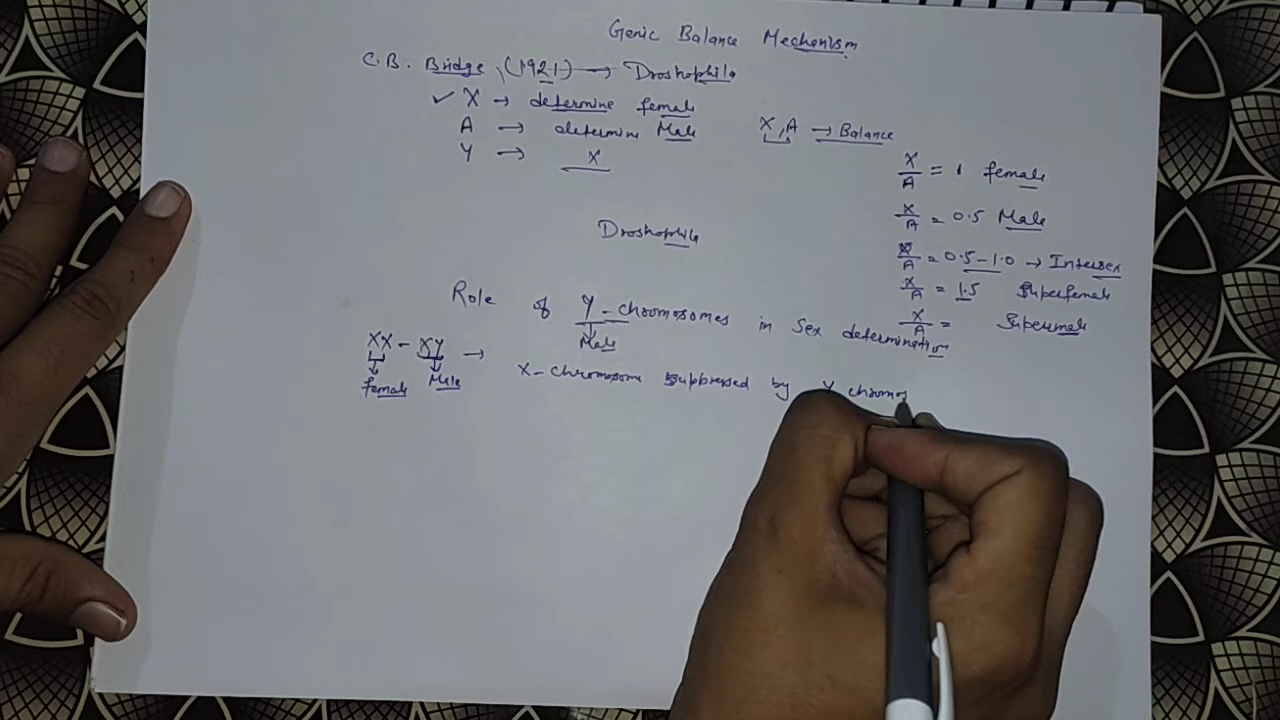 Genic Balance Mechanism
C.B. Bridge (1921) → Droshophila
✓ X → determine female
A → determine Male
Y → X
X, A → Balance
X/A = 1 female
X/A = 0.5 Male
X/A = 0.5-1.0 → Intersex
X/A = 1.5 Superfemale
X/A = Supermale
Droshophila
Role of Y-chromosomes in Sex determination
Male
XX - XY →
female Male
X-chromosome Suppressed by Y chromos